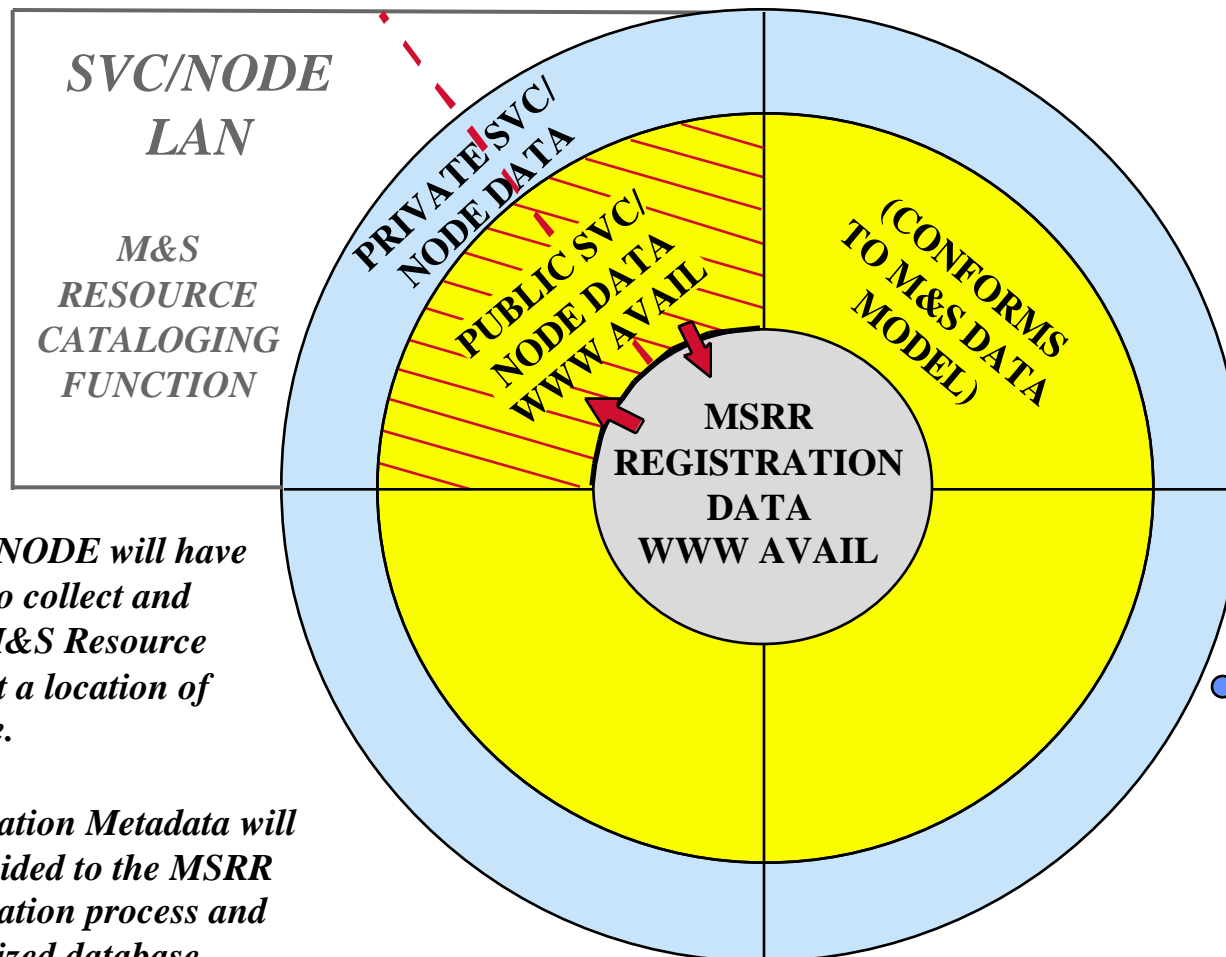 SVC/NODE
LAN
M&S
RESOURCE
CATALOGING
FUNCTION
PRIVATE SVC/
NODE DATA
PUBLIC SVC/
NODE DATA
WWW AVAIL
(CONFORMS
TO M&S DATA
MODEL)
MSRR
REGISTRATION
DATA
WWW AVAIL
NODE will have
o collect and
&S Resource
t a location of
.
ation Metadata will
ided to the MSRR
ation process and
ized database